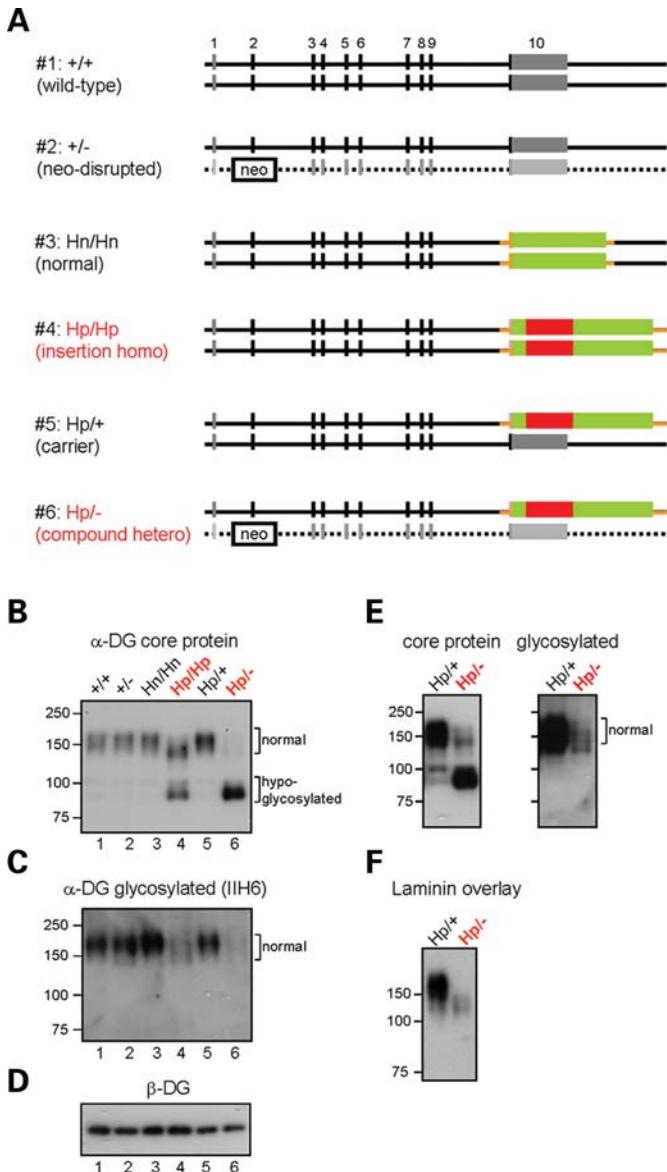 A
1 2 3 4 5 6 7 8 9 10
#1: +/+
(wild-type)
#2: +/-
(neo-disrupted)
neo
#3: Hn/Hn
(normal)
#4: Hp/Hp
(insertion homo)
#5: Hp/+
(carrier)
#6: Hp/-
(compound hetero)
neo
B
α-DG core protein
+/+ +/- Hn/Hn Hp/Hp Hp/+ Hp/-
250
150
100
75
normal
hypo-
glycosylated
1 2 3 4 5 6
C
α-DG glycosylated (IIH6)
250
150
100
75
normal
1 2 3 4 5 6
D
β-DG
1 2 3 4 5 6
E
core protein glycosylated
Hp/+ Hp/- Hp/+ Hp/-
250
150
100
75
normal
F
Laminin overlay
Hp/+ Hp/-
150
100
75